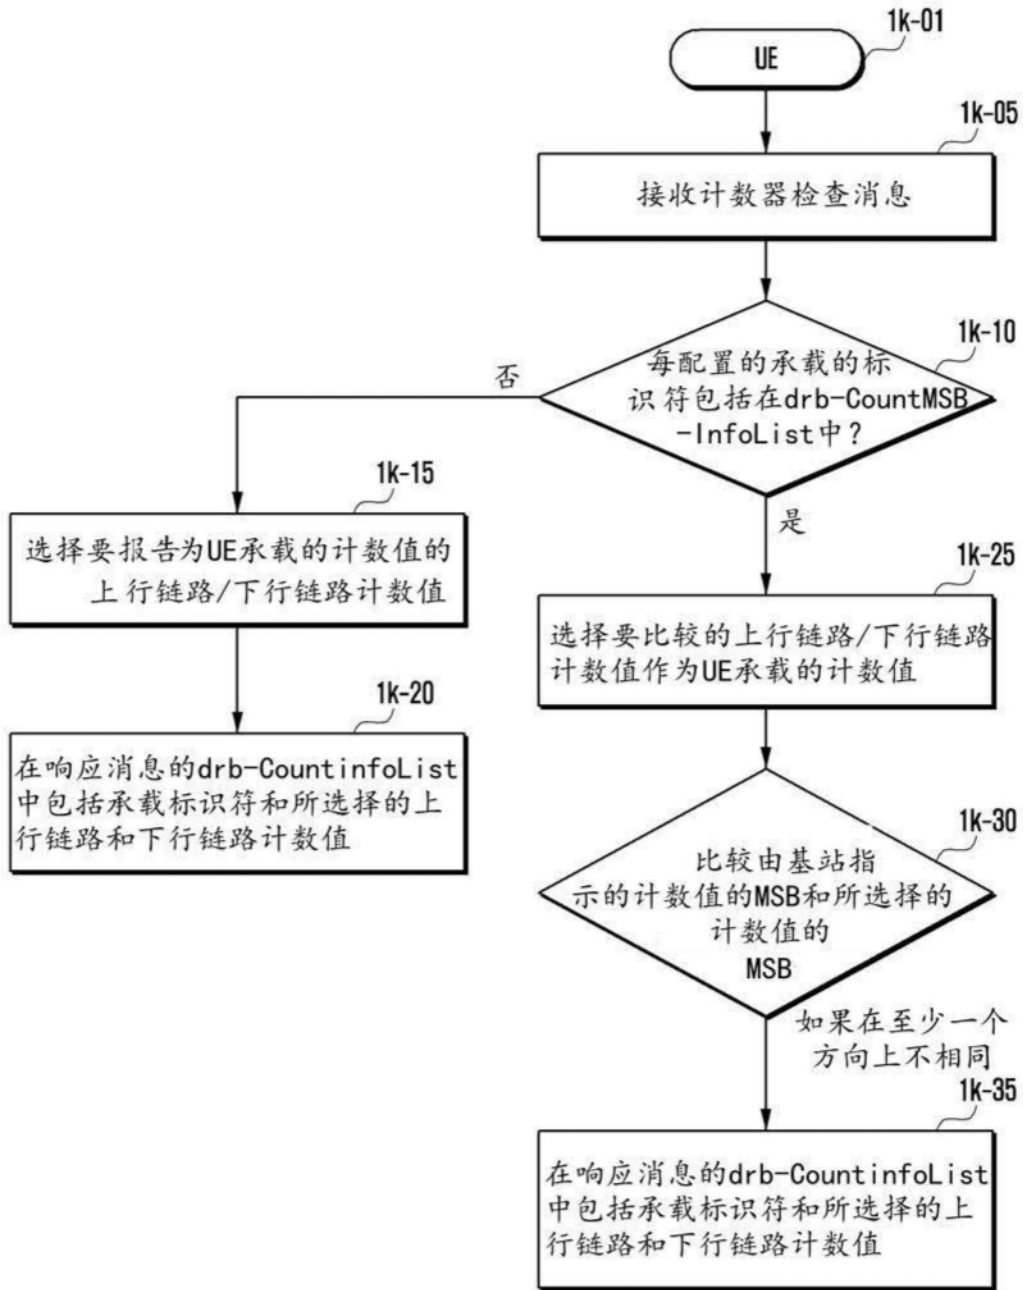 1k-01
UE
1k-05
接收计数器检查消息
1k-10
每配置的承载的标
识符包括在drb-CountMSB
-InfoList中?
否
是
1k-15
选择要报告为UE承载的计数值的
上行链路/下行链路计数值
1k-20
在响应消息的drb-CountinfoList
中包括承载标识符和所选择的上
行链路和下行链路计数值
1k-25
选择要比较的上行链路/下行链路
计数值作为UE承载的计数值
1k-30
比较由基站指
示的计数值的MSB和所选择的
计数值的
MSB
如果在至少一个
方向上不相同
1k-35
在响应消息的drb-CountinfoList
中包括承载标识符和所选择的上
行链路和下行链路计数值